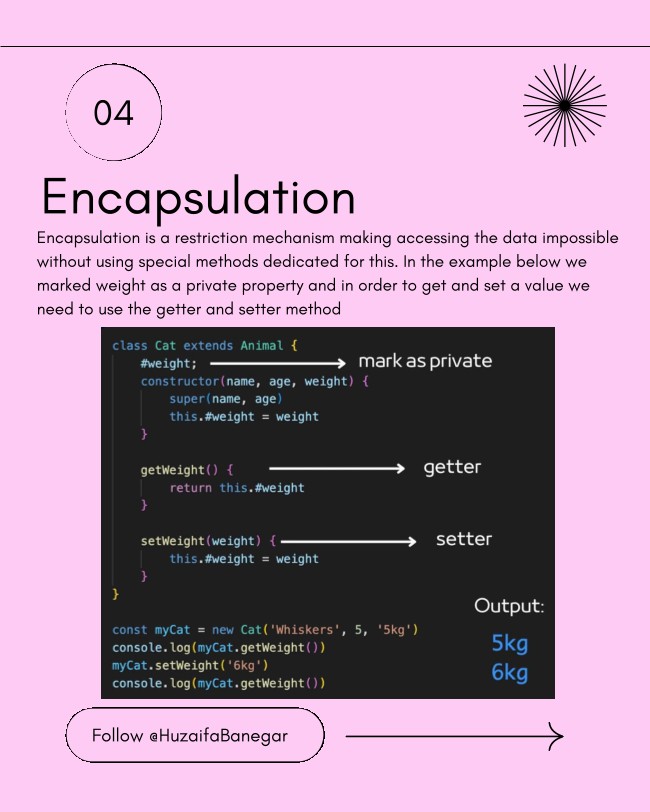 04
Encapsulation
Encapsulation is a restriction mechanism making accessing the data impossible
without using special methods dedicated for this. In the example below we
marked weight as a private property and in order to get and set a value we
need to use the getter and setter method
class Cat extends Animal {
#weight; mark as private
constructor(name, age, weight) {
super(name, age)
this.#weight = weight
}
getWeight() { getter
return this.#weight
}
setWeight(weight) { setter
this.#weight = weight
}
}
const myCat = new Cat('Whiskers', 5, '5kg')
console.log(myCat.getWeight())
myCat.setWeight('6kg')
console.log(myCat.getWeight())
Output:
5kg
6kg
Follow @HuzaifaBanegar